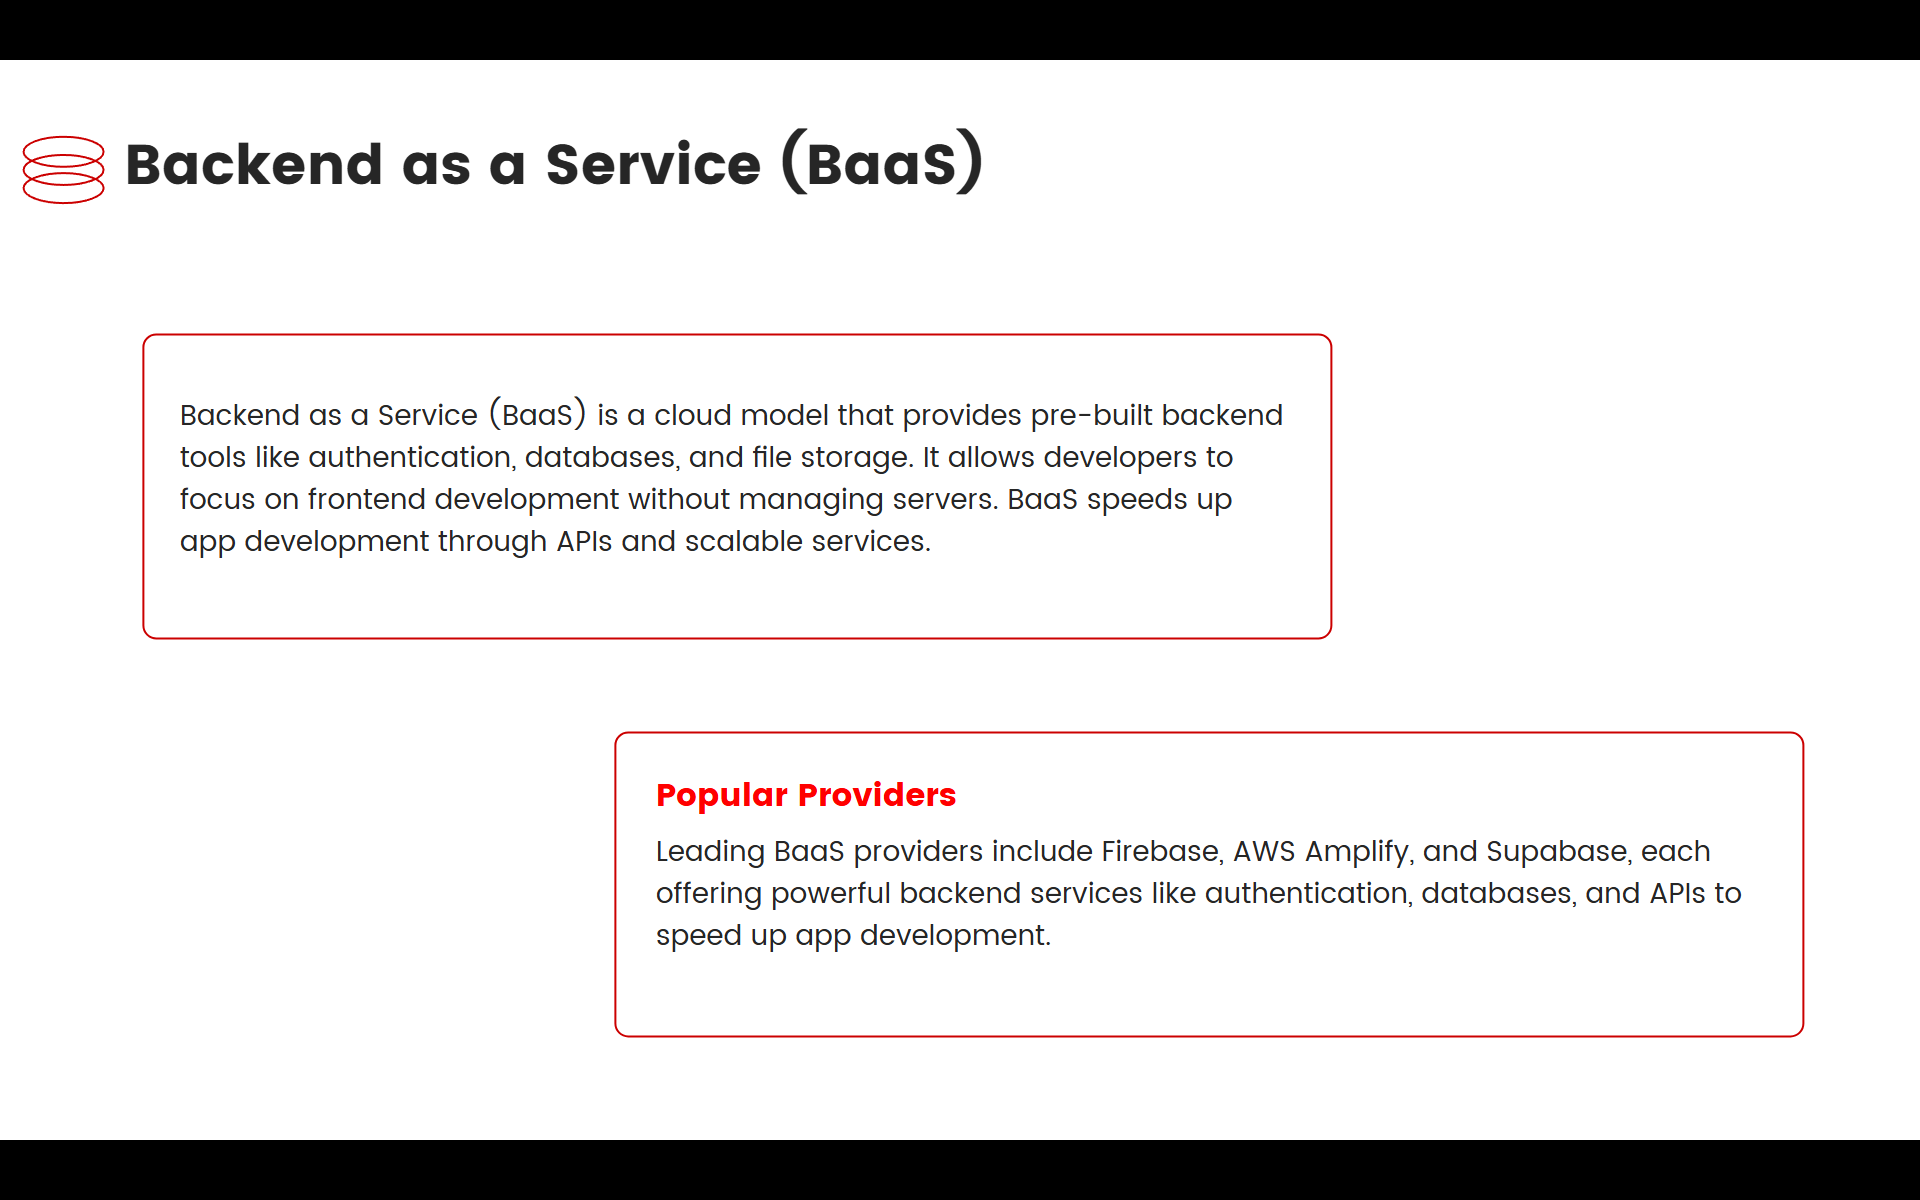 Backend as a Service (BaaS)
Backend as a Service (BaaS) is a cloud model that provides pre-built backend
tools like authentication, databases, and file storage. It allows developers to
focus on frontend development without managing servers. BaaS speeds up
app development through APIs and scalable services.
Popular Providers
Leading BaaS providers include Firebase, AWS Amplify, and Supabase, each
offering powerful backend services like authentication, databases, and APIs to
speed up app development.